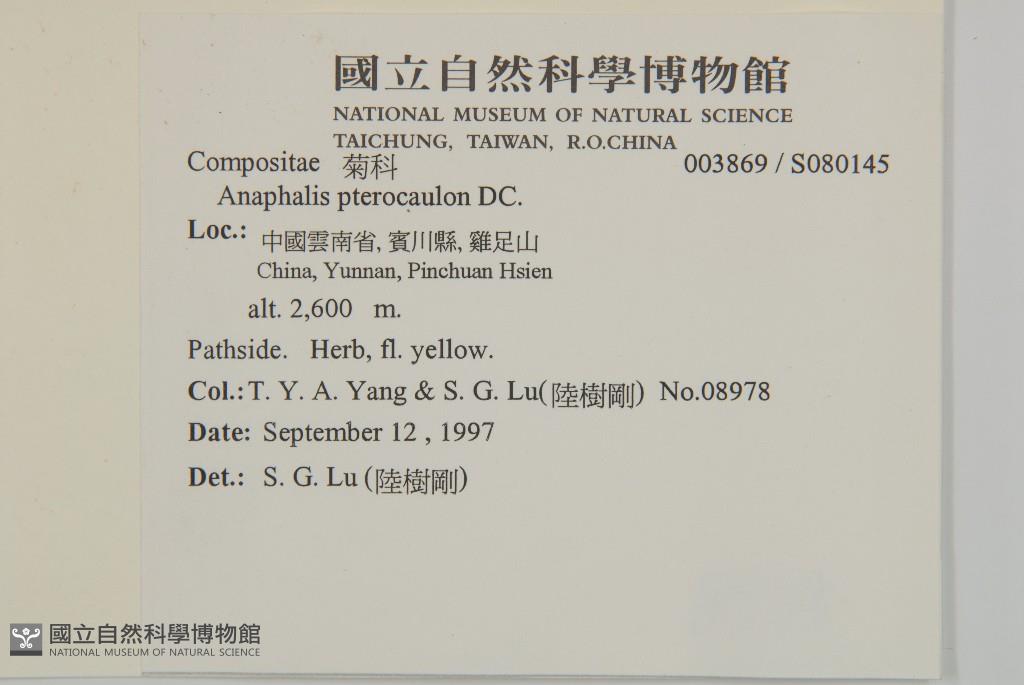 國立自然科學博物館
NATIONAL MUSEUM OF NATURAL SCIENCE
TAICHUNG, TAIWAN, R.O.CHINA
Compositae 菊科 003869 / S080145
Anaphalis pterocaulon DC.
Loc.: 中國雲南省, 賓川縣, 雞足山
China, Yunnan, Pinchuan Hsien
alt. 2,600 m.
Pathside. Herb, fl. yellow.
Col.: T. Y. A. Yang & S. G. Lu(陸樹剛) No.08978
Date: September 12 , 1997
Det.: S. G. Lu (陸樹剛)
國立自然科學博物館
NATIONAL MUSEUM OF NATURAL SCIENCE